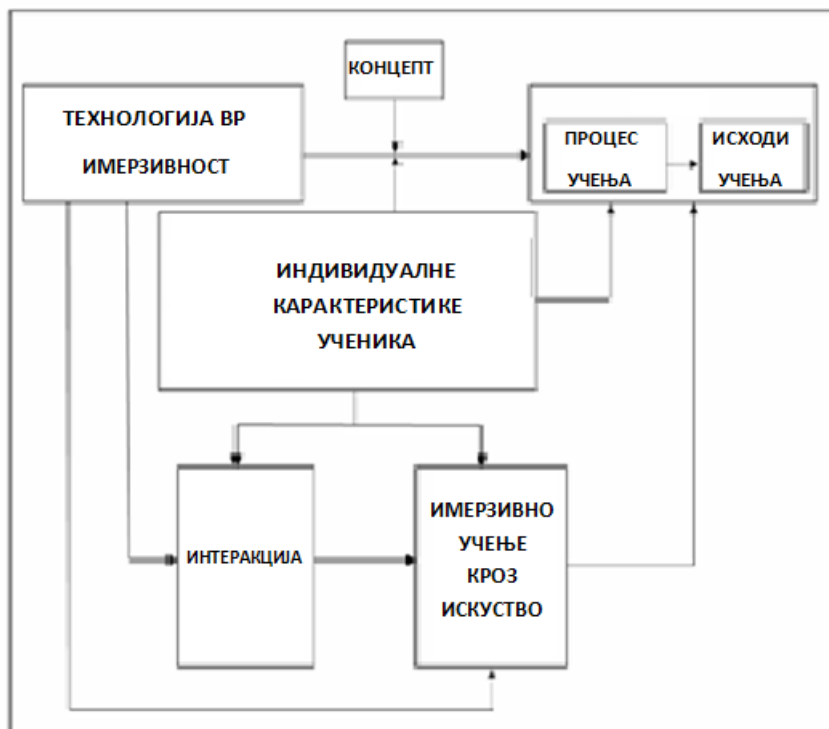 КОНЦЕПТ
ТЕХНОЛОГИЈА ВР
ИМЕРЗИВНОСТ
ПРОЦЕС
УЧЕЊА
ИСХОДИ
УЧЕЊА
ИНДИВИДУАЛНЕ
КАРАКТЕРИСТИКЕ
УЧЕНИКА
ИНТЕРАКЦИЈА
ИМЕРЗИВНО
УЧЕЊЕ
КРОЗ
ИСКУСТВО